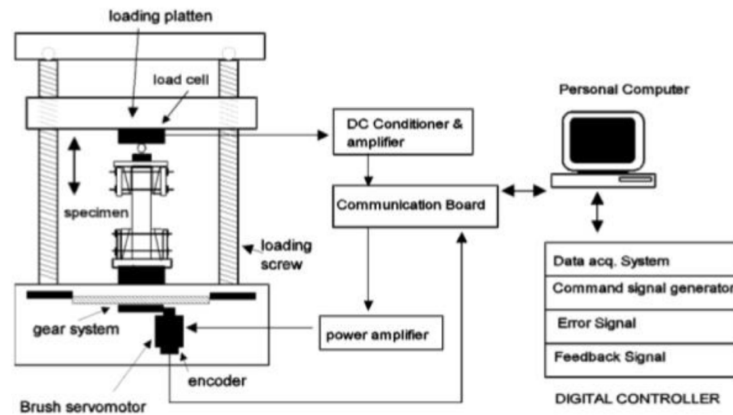 loading platten
load cell
specimen
loading
screw
gear system
Brush servomotor
encoder
DC Conditioner &
amplifier
Communication Board
power amplifier
Personal Computer
Data acq. System
Command signal generator
Error Signal
Feedback Signal
DIGITAL CONTROLLER